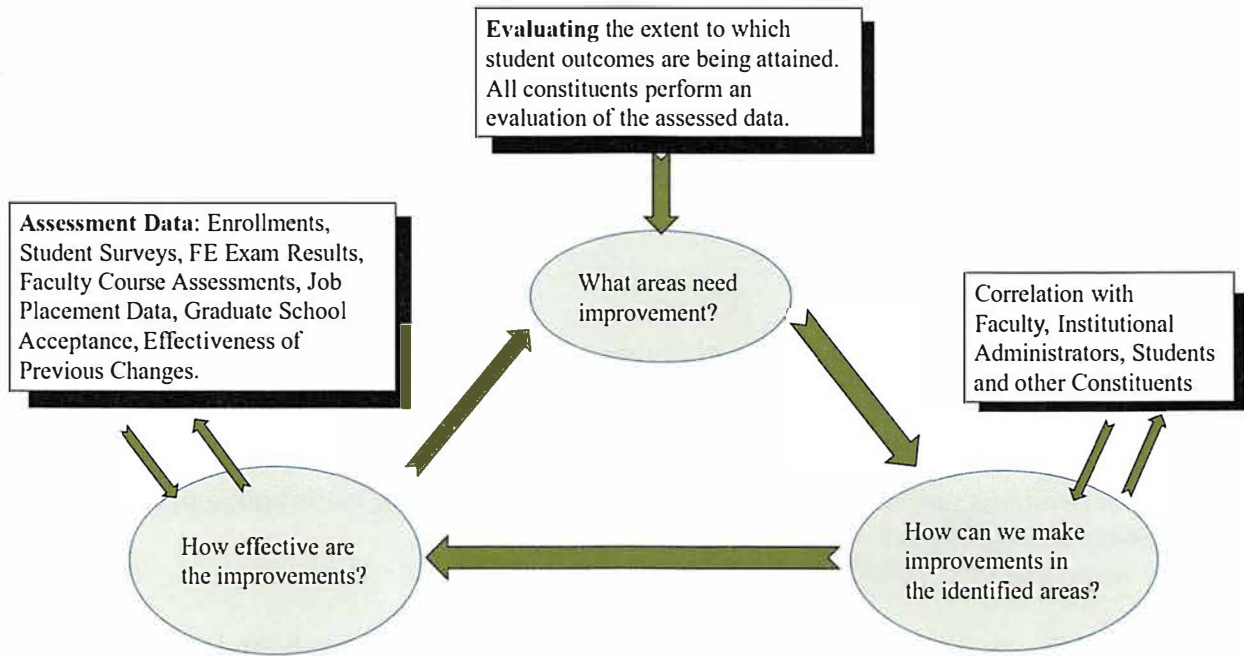 Evaluating the extent to which
student outcomes are being attained.
All constituents perform an
evaluation of the assessed data.
Assessment Data: Enrollments,
Student Surveys, FE Exam Results,
Faculty Course Assessments, Job
Placement Data, Graduate School
Acceptance, Effectiveness of
Previous Changes.
What areas need
improvement?
Correlation with
Faculty, Institutional
Administrators, Students
and other Constituents
How effective are
the improvements?
How can we make
improvements in
the identified areas?